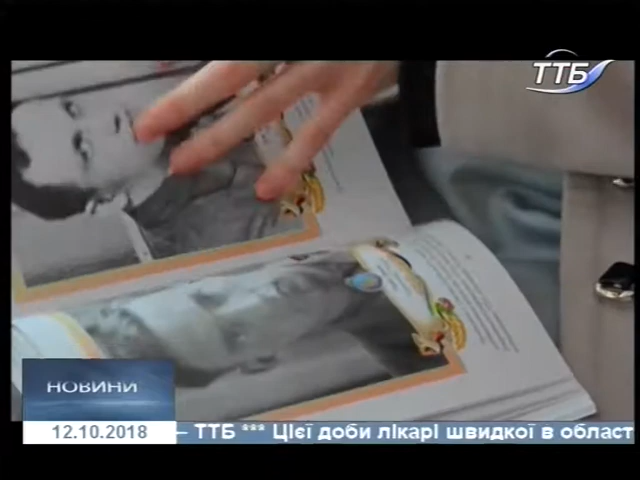 ТТБ
НОВИНИ
12.10.2018
– ТТБ *** Цієї доби лікарі швидкої в област